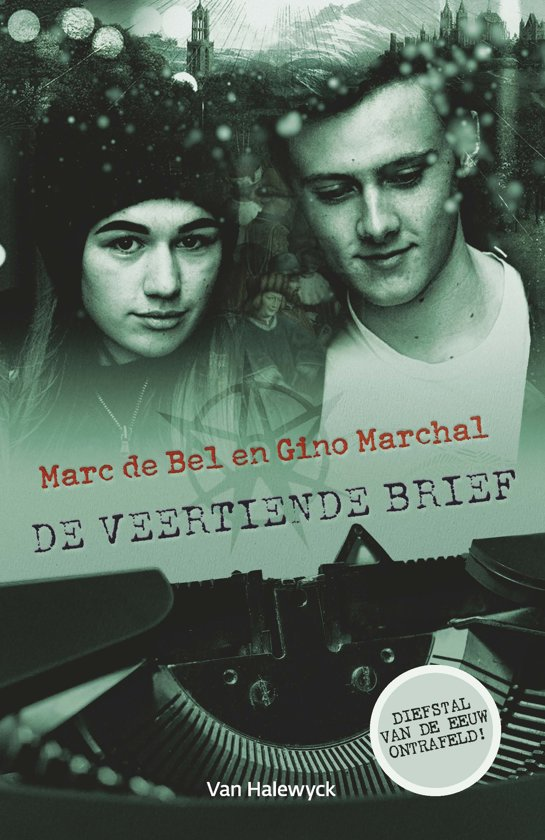 Marc de Bel en Gino Marchal
DE VEERTIENDE BRIEF
DIEFSTAL
VAN DE EEUW
ONTRAFELD!
Van Halewyck